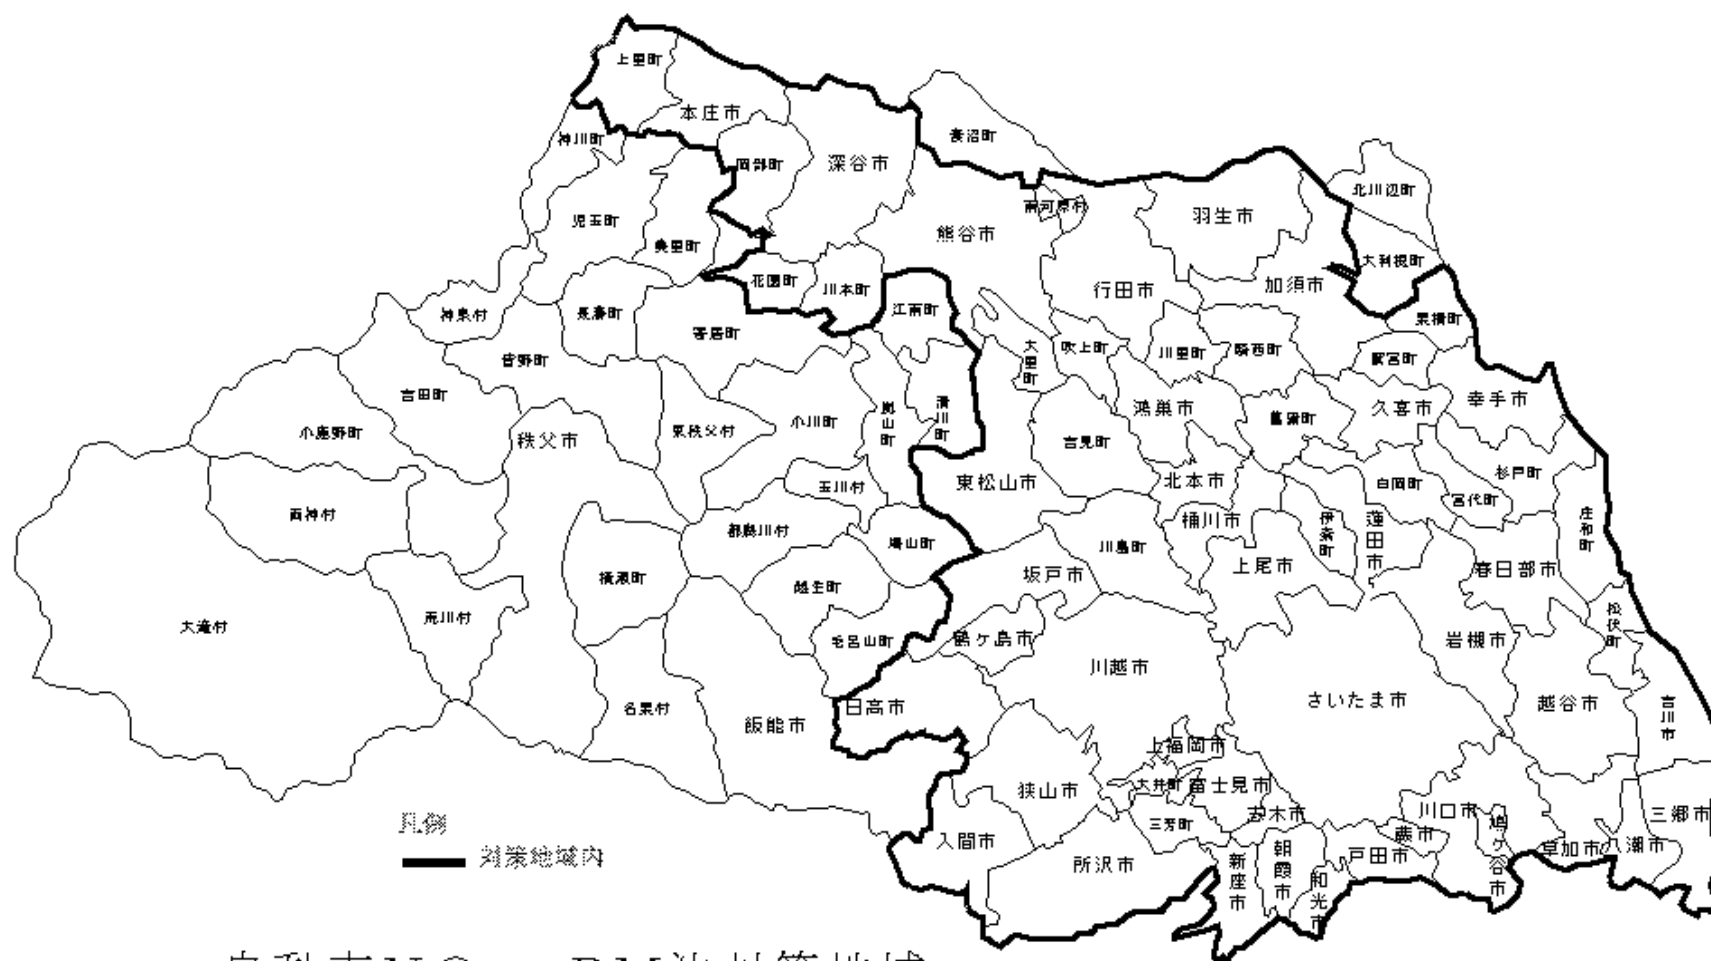 上里町
本庄市
神川町
岡部町
深谷市
妻沼町
北川辺町
児玉町
美里町
南河原村
羽生市
熊谷市
大利根町
花園町
川本町
加須市
行田市
神泉村
長瀞町
江南町
栗橋町
寄居町
皆野町
大里町
吹上町
川里町
騎西町
鷲宮町
吉田町
小鹿野町
秩父市
東秩父村
小川町
嵐山町
滑川町
吉見町
鴻巣市
菖蒲町
久喜市
幸手市
両神村
玉川村
東松山市
北本市
白岡町
宮代町
杉戸町
都幾川村
鳩山町
川島町
桶川市
伊奈町
蓮田市
庄和町
横瀬町
越生町
坂戸市
上尾市
春日部市
大滝村
荒川村
毛呂山町
鶴ヶ島市
川越市
岩槻市
松伏町
名栗村
飯能市
日高市
さいたま市
越谷市
吉川市
上福岡市
狭山市
大井町
富士見市
志木市
川口市
鳩ヶ谷市
三郷市
三芳町
蕨市
入間市
所沢市
新座市
朝霞市
和光市
戸田市
草加市
八潮市
凡例
対策地域内